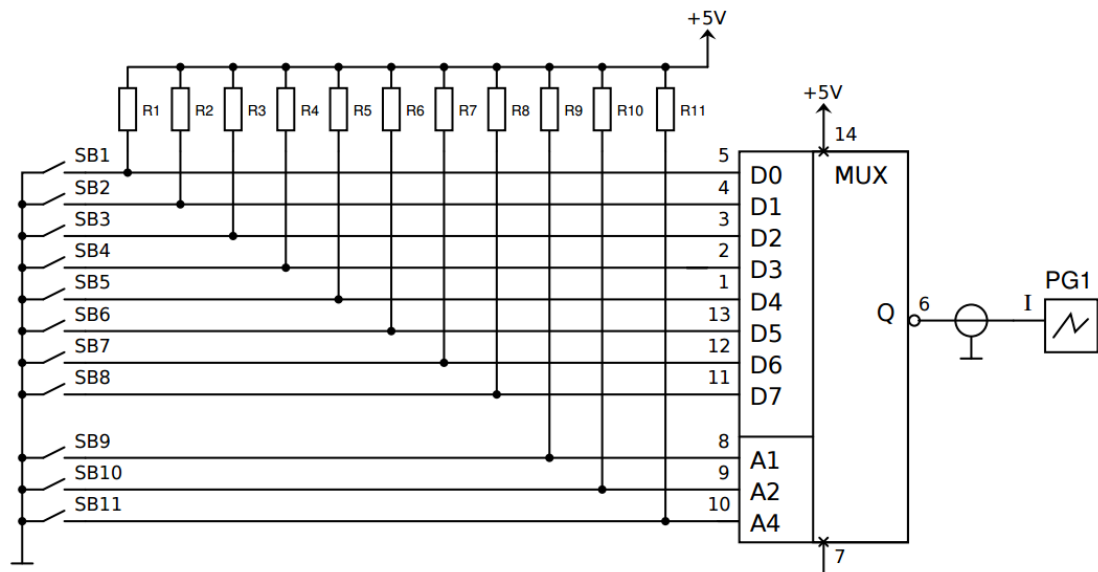 +5V
R1 R2 R3 R4 R5 R6 R7 R8 R9 R10 R11
+5V
14
SB1 5 D0 MUX
SB2 4 D1
SB3 3 D2
SB4 2 D3
SB5 1 D4
SB6 13 D5 Q 6 I PG1
SB7 12 D6
SB8 11 D7
SB9 8 A1
SB10 9 A2
SB11 10 A4
7